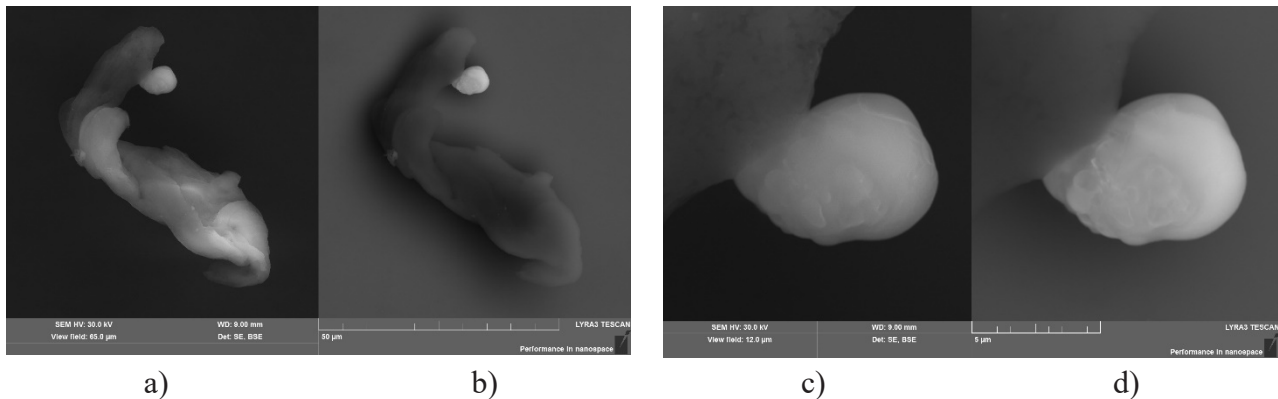 SEM HV: 30.0 kV WD: 9.00 mm LYRA3 TESCAN
View field: 65.0 µm Det: SE, BSE 50 µm
Performance in nanospace
SEM HV: 30.0 kV WD: 9.00 mm LYRA3 TESCAN
View field: 12.0 µm Det: SE, BSE 5 µm
Performance in nanospace
a) b) c) d)